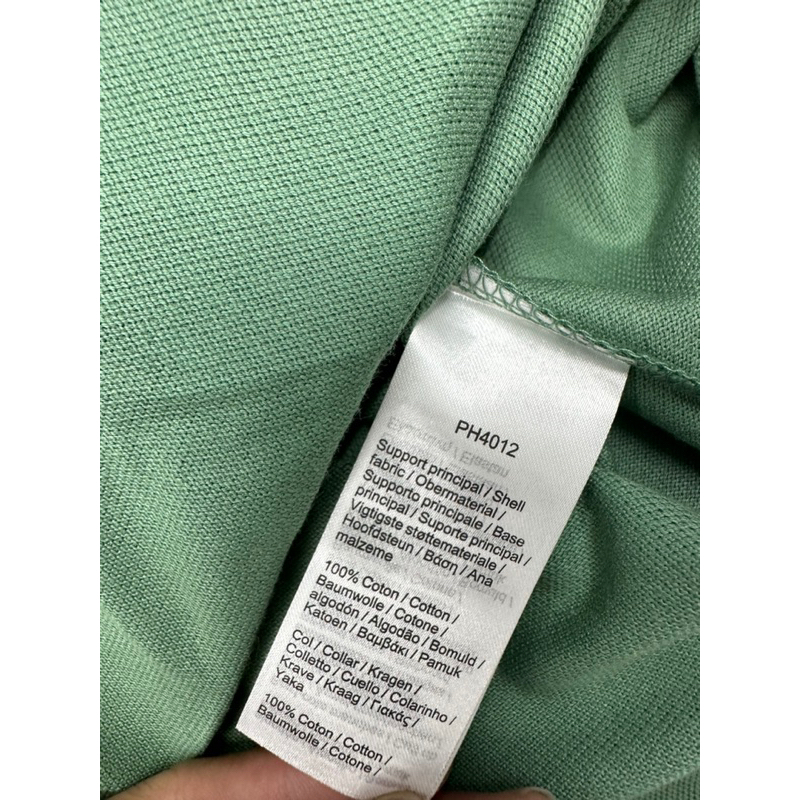 PH4012
Support principal / Shell
fabric / Obermaterial /
Supporto principale / Base
principal / Suporte principal /
Vigtigste støttemateriale /
Hoofdsteun / Βάση / Ana
malzeme
100% Coton / Cotton /
Baumwolle / Cotone /
algodón / Algodão / Bomuld /
Katoen / Βαμβάκι / Pamuk
Col / Collar / Kragen /
Colletto / Cuello / Colarinho /
Krave / Kraag / Γιακάς /
Yaka
100% Coton / Cotton /
Baumwolle / Cotone /